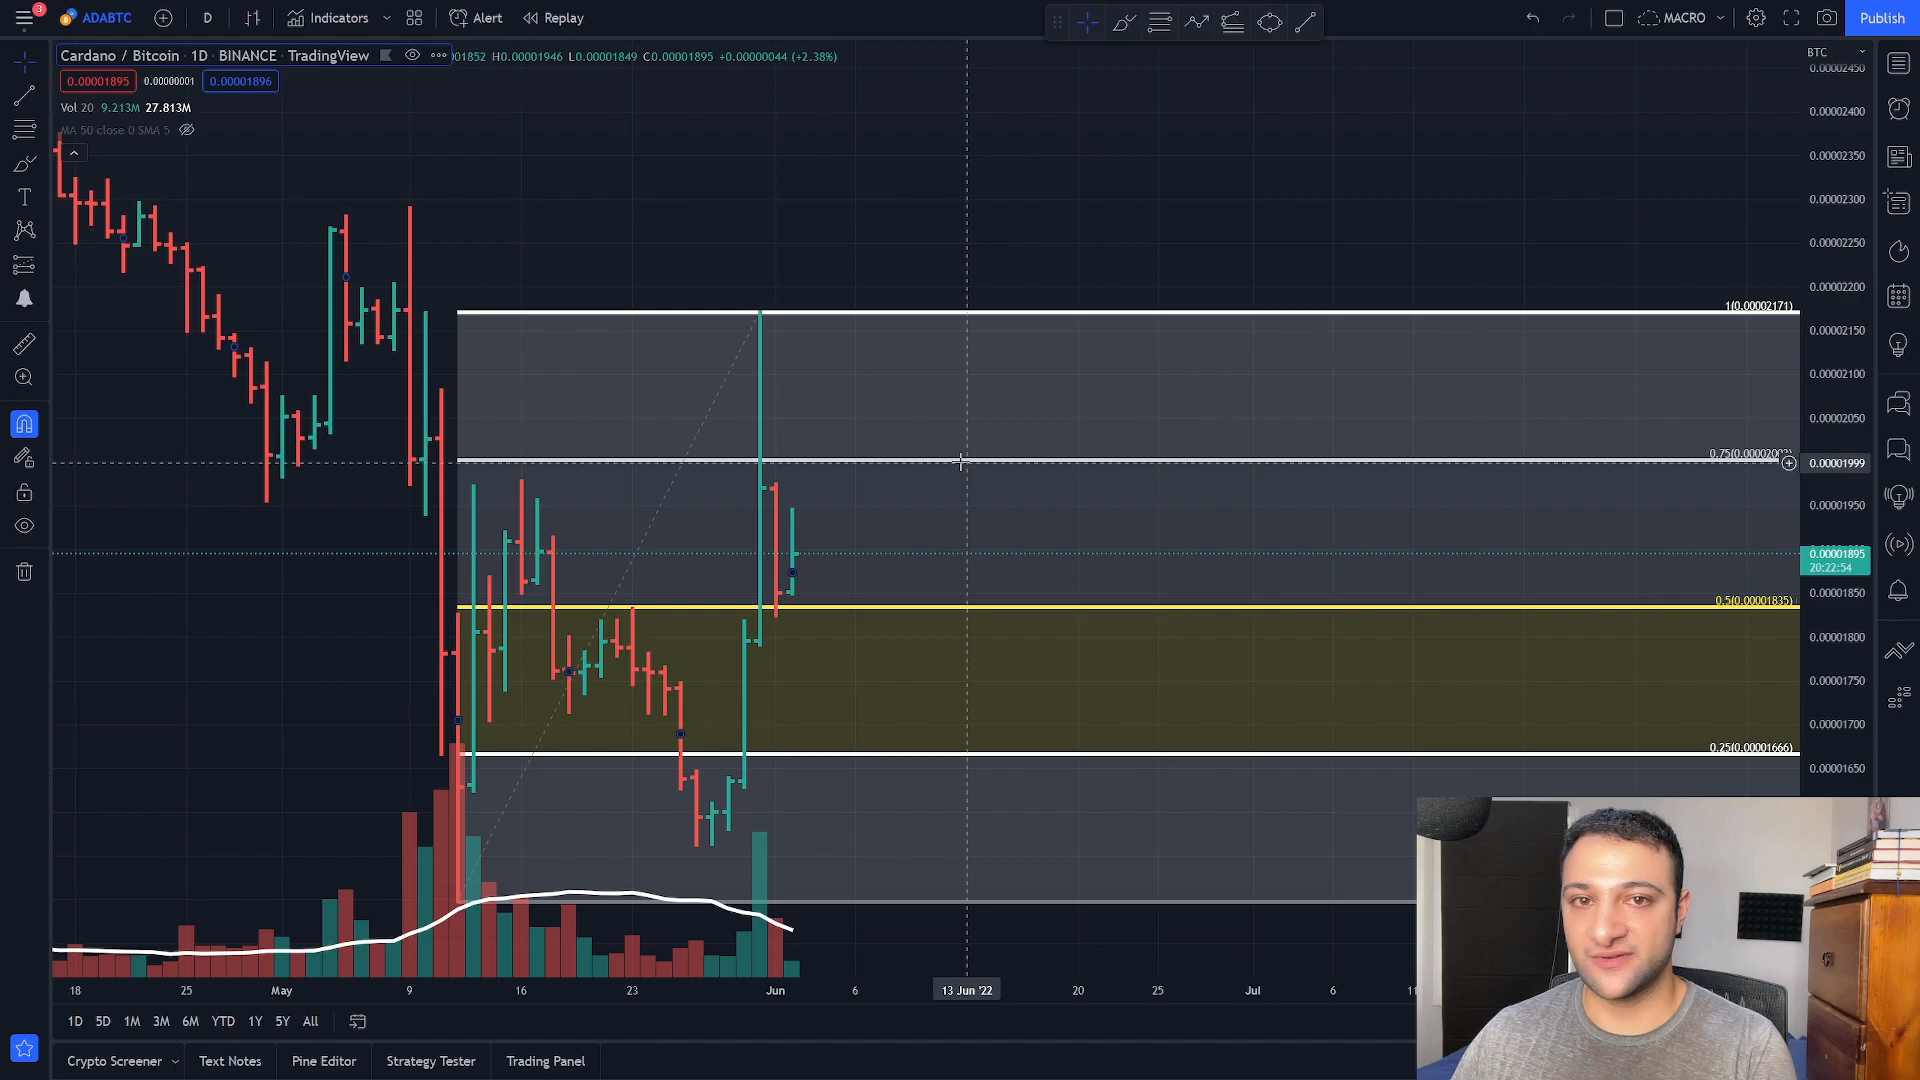 3
ADABTC
D
Indicators
Alert
Replay
MACRO
Publish
Cardano / Bitcoin · 1D · BINANCE · TradingView
01852 H0.00001946 L0.00001849 C0.00001895 +0.00000044 (+2.38%)
BTC
0.00001895
0.00000001
0.00001896
Vol 20 9.213M 27.813M
MA 50 close 0 SMA 5
0.00002450
0.00002400
0.00002350
0.00002300
0.00002250
0.00002200
1(0.00002171)
0.00002150
0.00002100
0.00002050
0.00001999
0.00001950
0.00001895
20:22:54
0.5(0.00001835)
0.00001850
0.00001800
0.00001750
0.00001700
0.25(0.00001666)
0.00001650
18
25
May
9
16
23
Jun
6
13 Jun '22
20
25
Jul
6
1D
5D
1M
3M
6M
YTD
1Y
5Y
All
Crypto Screener
Text Notes
Pine Editor
Strategy Tester
Trading Panel